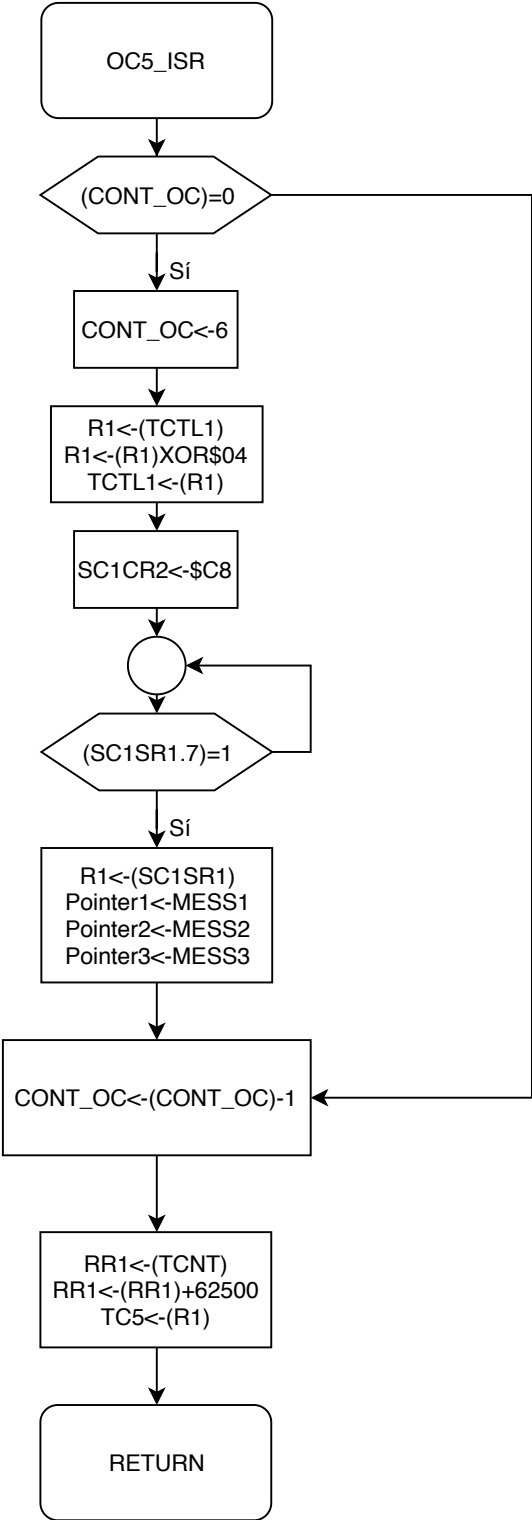 OC5_ISR
(CONT_OC)=0
Sí
CONT_OC<-6
R1<-(TCTL1)
R1<-(R1)XOR$04
TCTL1<-(R1)
SC1CR2<-$C8
(SC1SR1.7)=1
Sí
R1<-(SC1SR1)
Pointer1<-MESS1
Pointer2<-MESS2
Pointer3<-MESS3
CONT_OC<-(CONT_OC)-1
RR1<-(TCNT)
RR1<-(RR1)+62500
TC5<-(R1)
RETURN